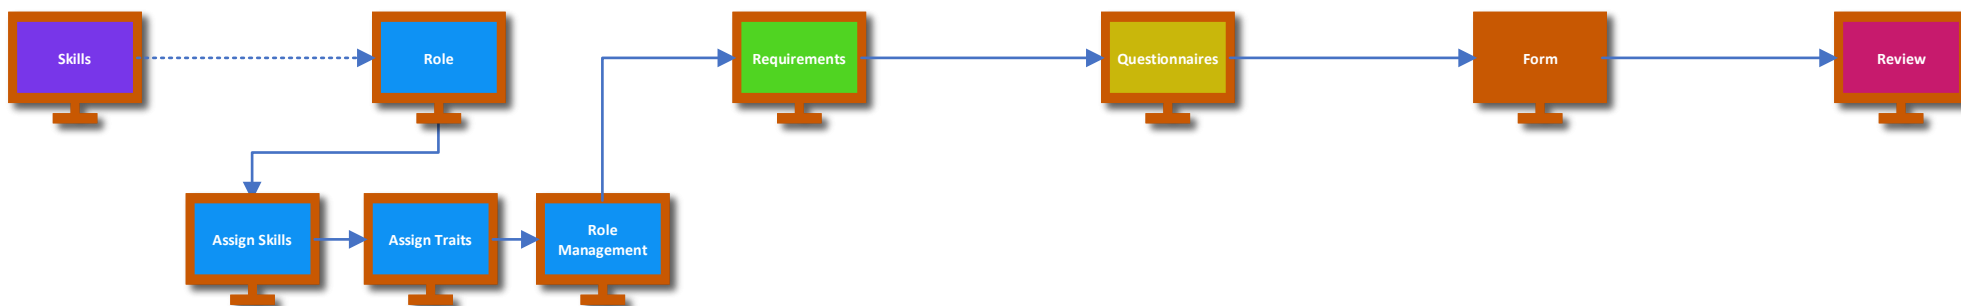 Skills
Role
Requirements
Questionnaires
Form
Review
Assign Skills
Assign Traits
Role
Management